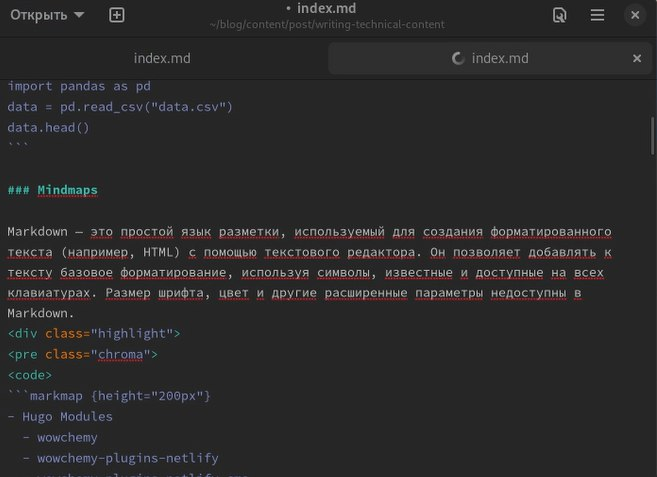 Открыть
• index.md
~/blog/content/post/writing-technical-content
index.md
index.md
import pandas as pd
data = pd.read_csv("data.csv")
data.head()
```
### Mindmaps
Markdown — это простой язык разметки, используемый для создания форматированного
текста (например, HTML) с помощью текстового редактора. Он позволяет добавлять к
тексту базовое форматирование, используя символы, известные и доступные на всех
клавиатурах. Размер шрифта, цвет и другие расширенные параметры недоступны в
Markdown.
<div class="highlight">
<pre class="chroma">
<code>
```markmap {height="200px"}
- Hugo Modules
  - wowchemy
  - wowchemy-plugins-netlify